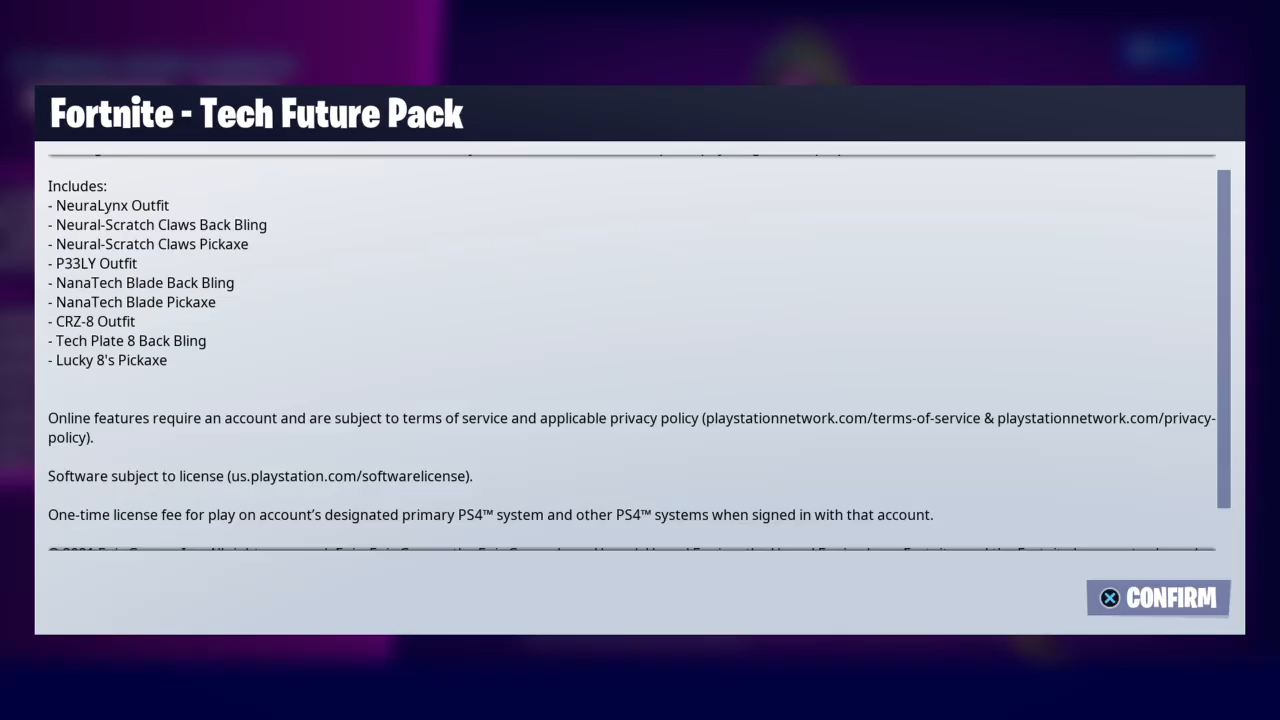 Fortnite - Tech Future Pack
Includes:
- NeuraLynx Outfit
- Neural-Scratch Claws Back Bling
- Neural-Scratch Claws Pickaxe
- P33LY Outfit
- NanaTech Blade Back Bling
- NanaTech Blade Pickaxe
- CRZ-8 Outfit
- Tech Plate 8 Back Bling
- Lucky 8's Pickaxe
Online features require an account and are subject to terms of service and applicable privacy policy (playstationnetwork.com/terms-of-service & playstationnetwork.com/privacy-
policy).
Software subject to license (us.playstation.com/softwarelicense).
One-time license fee for play on account’s designated primary PS4™ system and other PS4™ systems when signed in with that account.
CONFIRM